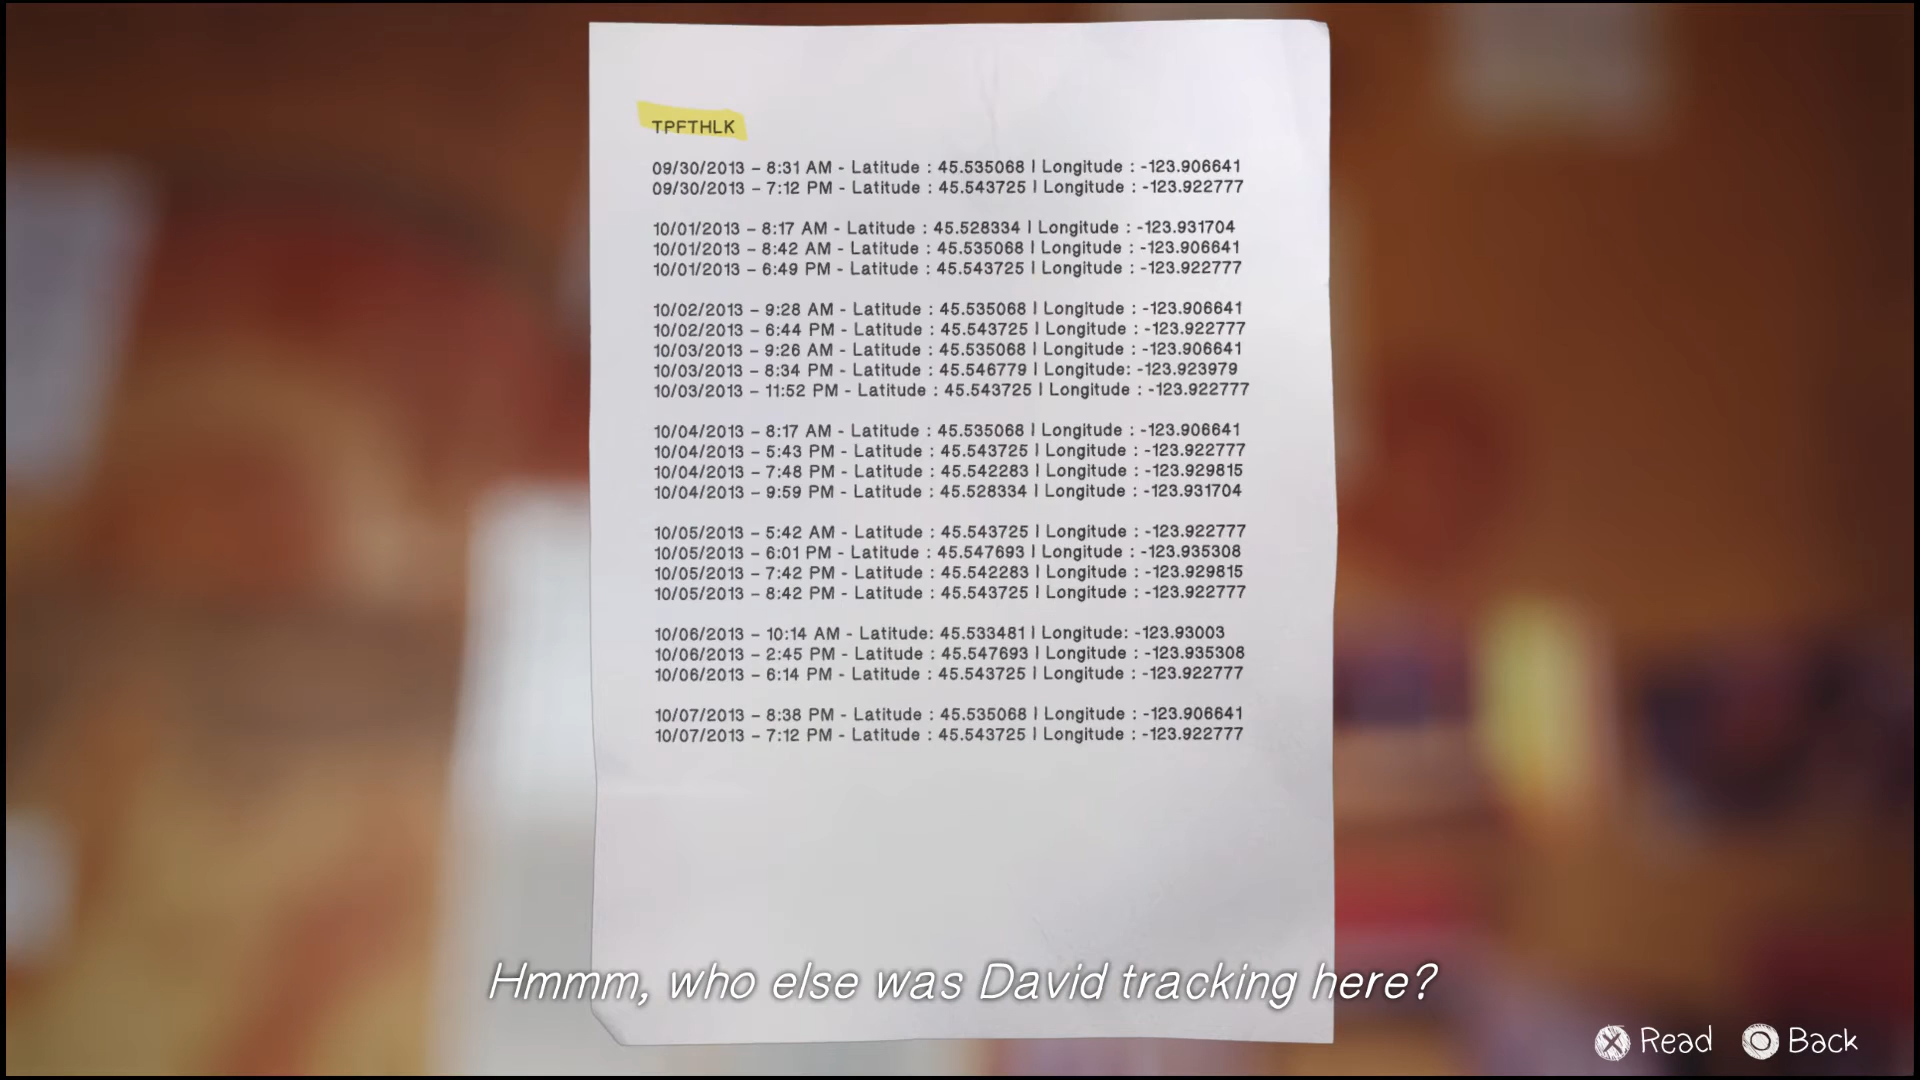 TPFTHLK
09/30/2013 – 8:31 AM - Latitude : 45.535068 | Longitude : -123.906641
09/30/2013 – 7:12 PM - Latitude : 45.543725 | Longitude : -123.922777
10/01/2013 – 8:17 AM - Latitude : 45.528334 | Longitude : -123.931704
10/01/2013 – 8:42 AM - Latitude : 45.535068 | Longitude : -123.906641
10/01/2013 – 6:49 PM - Latitude : 45.543725 | Longitude : -123.922777
10/02/2013 – 9:28 AM - Latitude : 45.535068 | Longitude : -123.906641
10/02/2013 – 6:44 PM - Latitude : 45.543725 | Longitude : -123.922777
10/03/2013 – 9:26 AM - Latitude : 45.535068 | Longitude : -123.906641
10/03/2013 – 8:34 PM - Latitude : 45.546779 | Longitude: -123.923979
10/03/2013 – 11:52 PM - Latitude : 45.543725 | Longitude : -123.922777
10/04/2013 – 8:17 AM - Latitude : 45.535068 | Longitude : -123.906641
10/04/2013 – 5:43 PM - Latitude : 45.543725 | Longitude : -123.922777
10/04/2013 – 7:48 PM - Latitude : 45.542283 | Longitude : -123.929815
10/04/2013 – 9:59 PM - Latitude : 45.528334 | Longitude : -123.931704
10/05/2013 – 5:42 AM - Latitude : 45.543725 | Longitude : -123.922777
10/05/2013 – 6:01 PM - Latitude : 45.547693 | Longitude : -123.935308
10/05/2013 – 7:42 PM - Latitude : 45.542283 | Longitude : -123.929815
10/05/2013 – 8:42 PM - Latitude : 45.543725 | Longitude : -123.922777
10/06/2013 – 10:14 AM - Latitude: 45.533481 | Longitude: -123.93003
10/06/2013 – 2:45 PM - Latitude : 45.547693 | Longitude : -123.935308
10/06/2013 – 6:14 PM - Latitude : 45.543725 | Longitude : -123.922777
10/07/2013 – 8:38 PM - Latitude : 45.535068 | Longitude : -123.906641
10/07/2013 – 7:12 PM - Latitude : 45.543725 | Longitude : -123.922777
Hmmm, who else was David tracking here?
Read Back